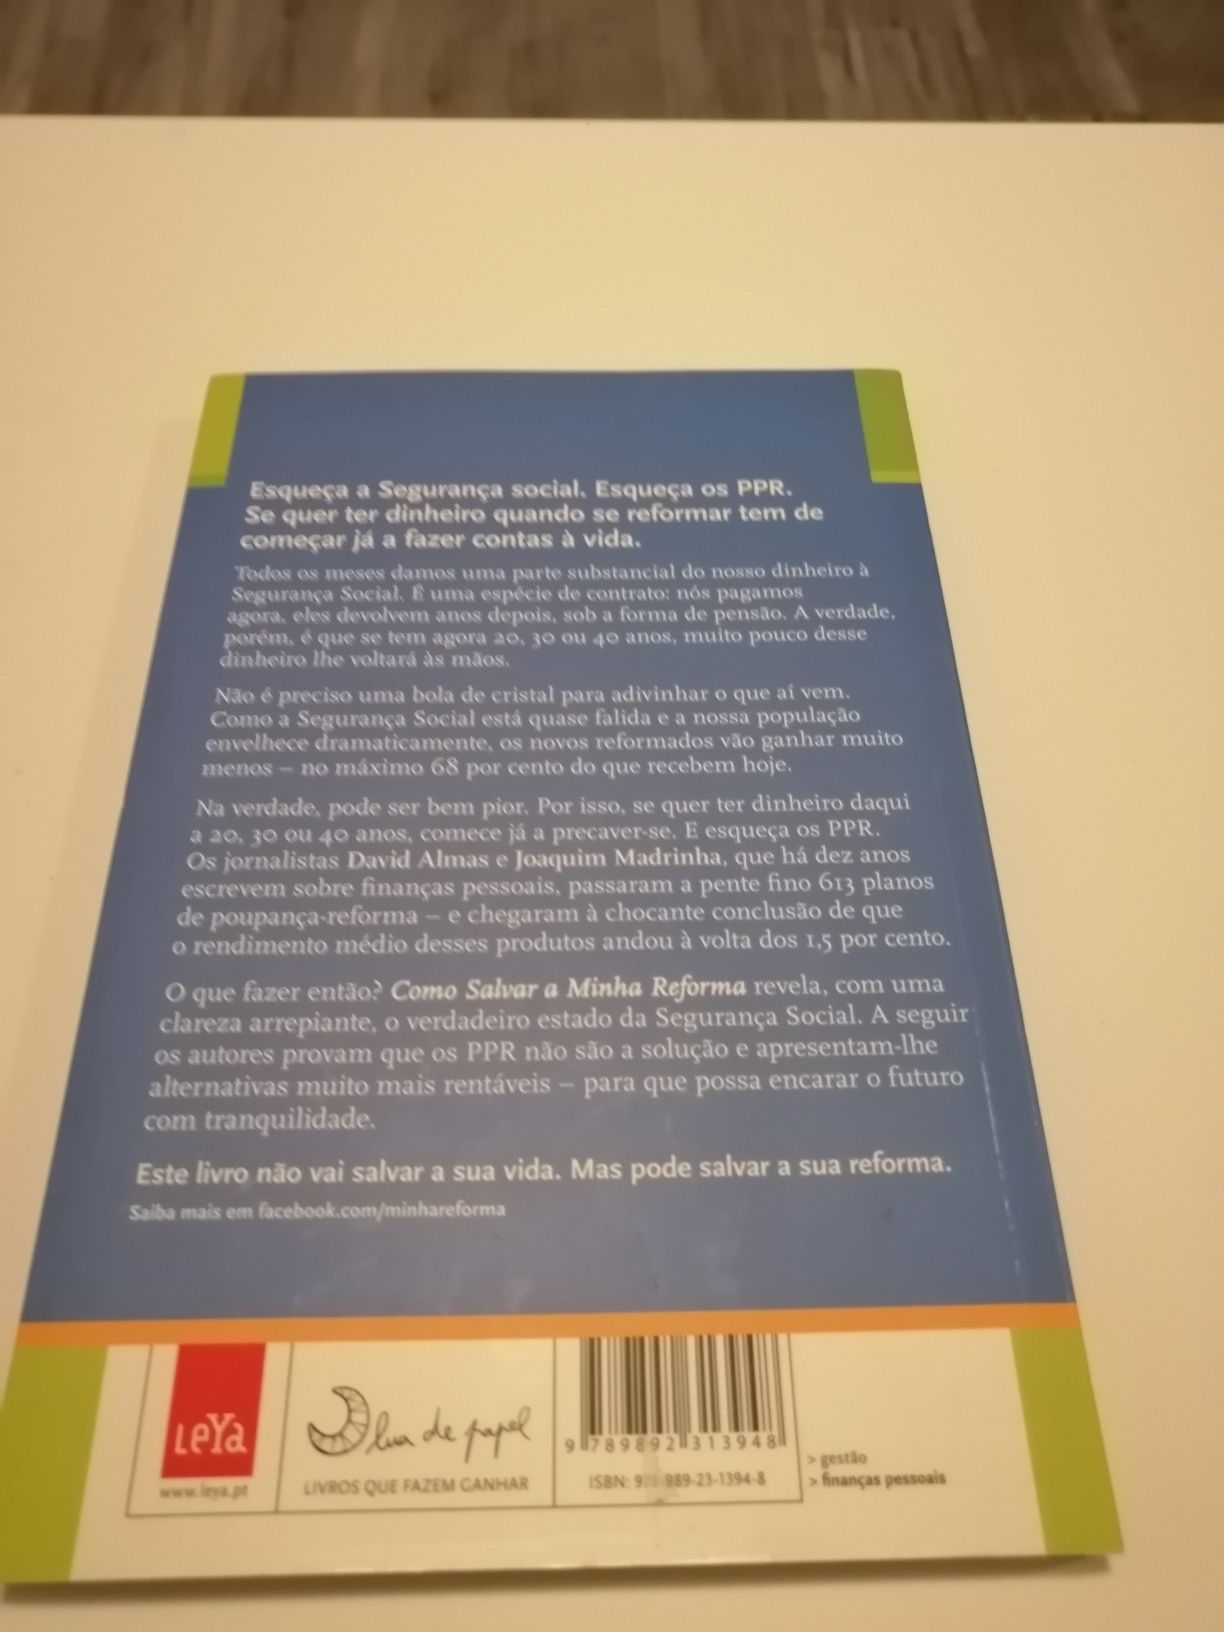 Esqueça a Segurança social. Esqueça os PPR.
Se quer ter dinheiro quando se reformar tem de
começar já a fazer contas à vida.
Todos os meses damos uma parte substancial do nosso dinheiro à
Segurança Social. É uma espécie de contrato: nós pagamos
agora, eles devolvem anos depois, sob a forma de pensão. A verdade,
porém, é que se tem agora 20, 30 ou 40 anos, muito pouco desse
dinheiro lhe voltará às mãos.
Não é preciso uma bola de cristal para adivinhar o que aí vem.
Como a Segurança Social está quase falida e a nossa população
envelhece dramaticamente, os novos reformados vão ganhar muito
menos – no máximo 68 por cento do que recebem hoje.
Na verdade, pode ser bem pior. Por isso, se quer ter dinheiro daqui
a 20, 30 ou 40 anos, comece já a precaver-se. E esqueça os PPR.
Os jornalistas David Almas e Joaquim Madrinha, que há dez anos
escrevem sobre finanças pessoais, passaram a pente fino 613 planos
de poupança-reforma – e chegaram à chocante conclusão de que
o rendimento médio desses produtos andou à volta dos 1,5 por cento.
O que fazer então? Como Salvar a Minha Reforma revela, com uma
clareza arrepiante, o verdadeiro estado da Segurança Social. A seguir
os autores provam que os PPR não são a solução e apresentam-lhe
alternativas muito mais rentáveis – para que possa encarar o futuro
com tranquilidade.
Este livro não vai salvar a sua vida. Mas pode salvar a sua reforma.
Saiba mais em facebook.com/minhareforma
LeYa
www.leya.pt
lua de papel
LIVROS QUE FAZEM GANHAR
9 789892 313948
ISBN: 989-23-1394-8
> gestão
> finanças pessoais